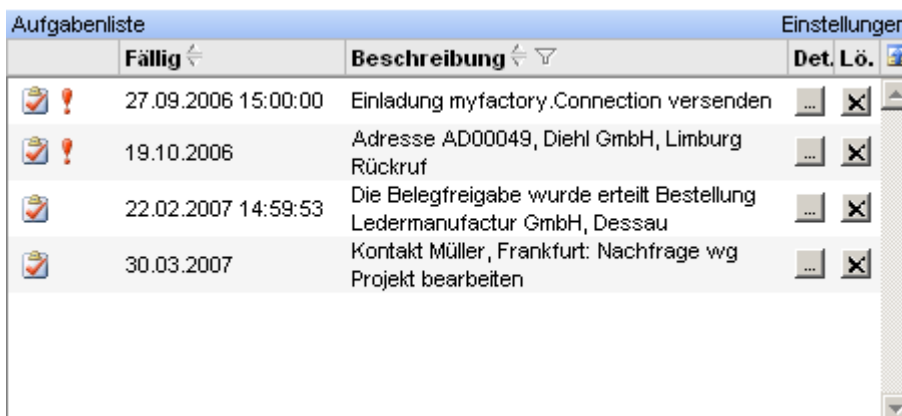 Aufgabenliste Einstellungen
Fällig Beschreibung Det. Lö.
27.09.2006 15:00:00 Einladung myfactory.Connection versenden ...
19.10.2006 Adresse AD00049, Diehl GmbH, Limburg ...
Rückruf
22.02.2007 14:59:53 Die Belegfreigabe wurde erteilt Bestellung ...
Ledermanufactur GmbH, Dessau
30.03.2007 Kontakt Müller, Frankfurt: Nachfrage wg ...
Projekt bearbeiten